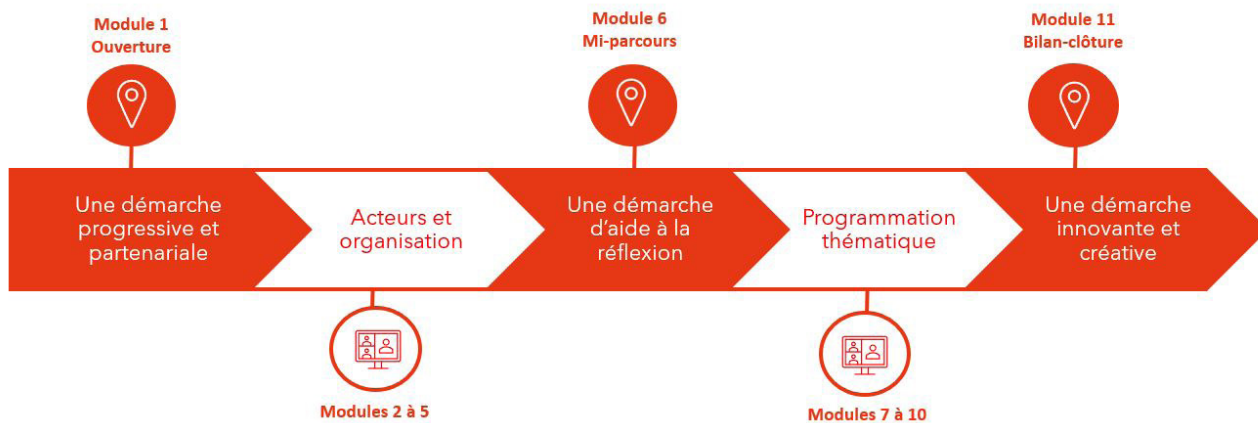 Module 1
Ouverture
Module 6
Mi-parcours
Module 11
Bilan-clôture
Une démarche
progressive et
partenariale
Acteurs et
organisation
Une démarche
d'aide à la
réflexion
Programmation
thématique
Une démarche
innovante et
créative
Modules 2 à 5
Modules 7 à 10